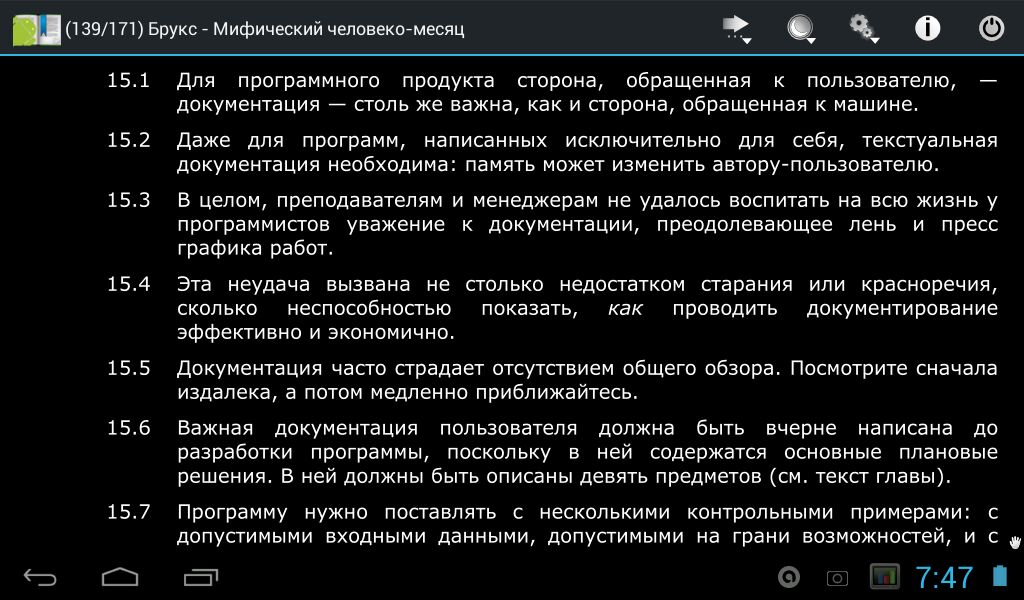 (139/171) Брукс - Мифический человеко-месяц
15.1 Для программного продукта сторона, обращенная к пользователю, —
документация — столь же важна, как и сторона, обращенная к машине.
15.2 Даже для программ, написанных исключительно для себя, текстуальная
документация необходима: память может изменить автору-пользователю.
15.3 В целом, преподавателям и менеджерам не удалось воспитать на всю жизнь у
программистов уважение к документации, преодолевающее лень и пресс
графика работ.
15.4 Эта неудача вызвана не столько недостатком старания или красноречия,
сколько неспособностью показать, как проводить документирование
эффективно и экономично.
15.5 Документация часто страдает отсутствием общего обзора. Посмотрите сначала
издалека, а потом медленно приближайтесь.
15.6 Важная документация пользователя должна быть вчерне написана до
разработки программы, поскольку в ней содержатся основные плановые
решения. В ней должны быть описаны девять предметов (см. текст главы).
15.7 Программу нужно поставлять с несколькими контрольными примерами: с
допустимыми входными данными, допустимыми на грани возможностей, и с
7:47